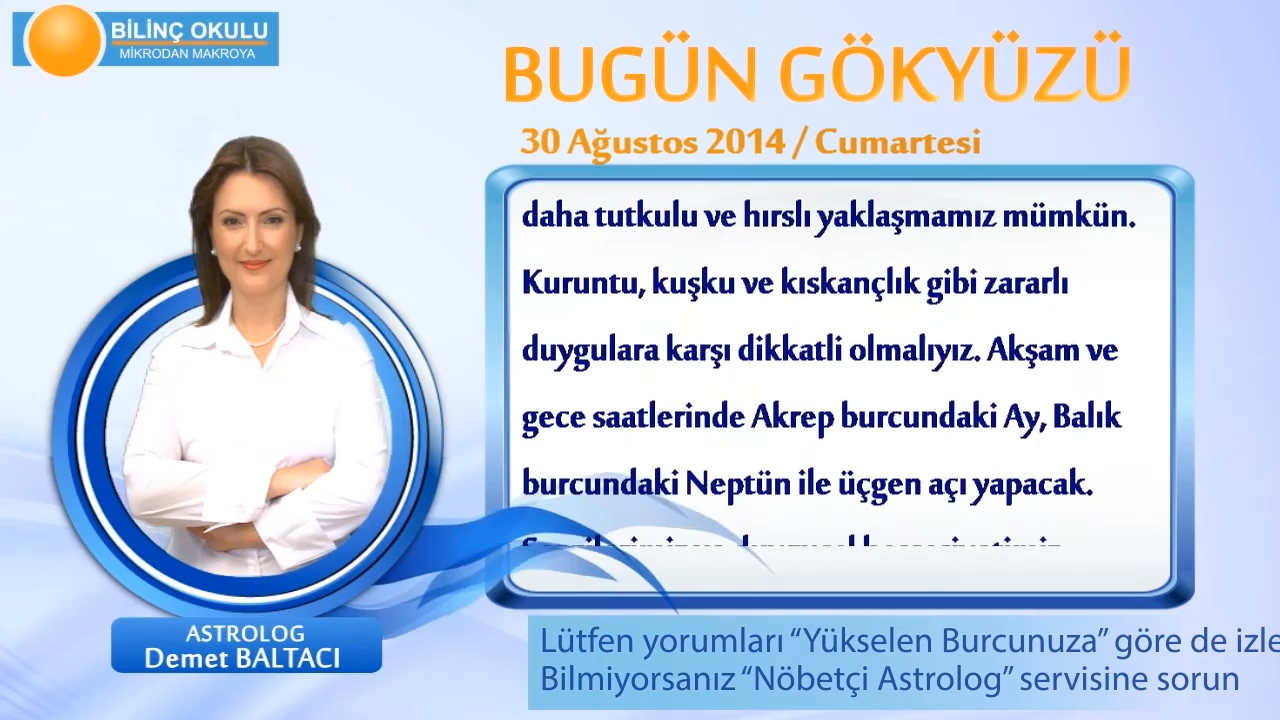 BİLİNÇ OKULU
MİKRODAN MAKROYA
BUGÜN GÖKYÜZÜ
30 Ağustos 2014 / Cumartesi
daha tutkulu ve hırslı yaklaşmamız mümkün.
Kuruntu, kuşku ve kıskançlık gibi zararlı
duygulara karşı dikkatli olmalıyız. Akşam ve
gece saatlerinde Akrep burcundaki Ay, Balık
burcundaki Neptün ile üçgen açı yapacak.
ASTROLOG
Demet BALTACI
Lütfen yorumları “Yükselen Burcunuza” göre de izle
Bilmiyorsanız “Nöbetçi Astrolog” servisine sorun